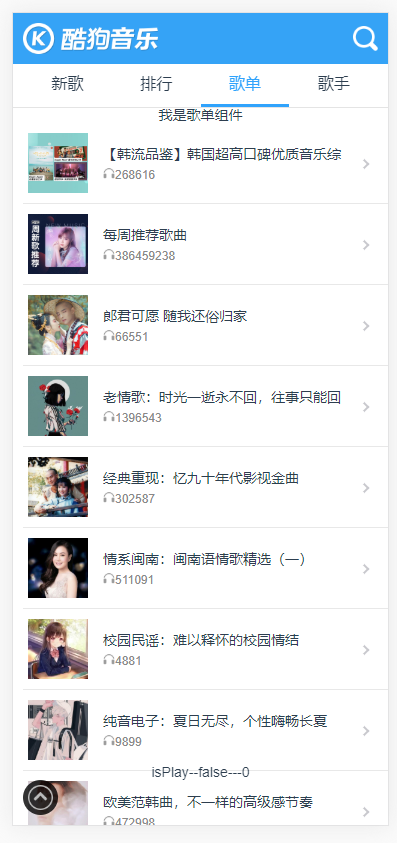 酷狗音乐
新歌 排行 歌单 歌手
我是歌单组件
【韩流品鉴】韩国超高口碑优质音乐综
268616
周新歌推荐
每周推荐歌曲
386459238
郎君可愿 随我还俗归家
66551
老情歌：时光一逝永不回，往事只能回
1396543
经典重现：忆九十年代影视金曲
302587
情系闽南：闽南语情歌精选（一）
511091
校园民谣：难以释怀的校园情结
4881
纯音电子：夏日无尽，个性嗨畅长夏
9899
isPlay--false---0
欧美范韩曲，不一样的高级感节奏
472998